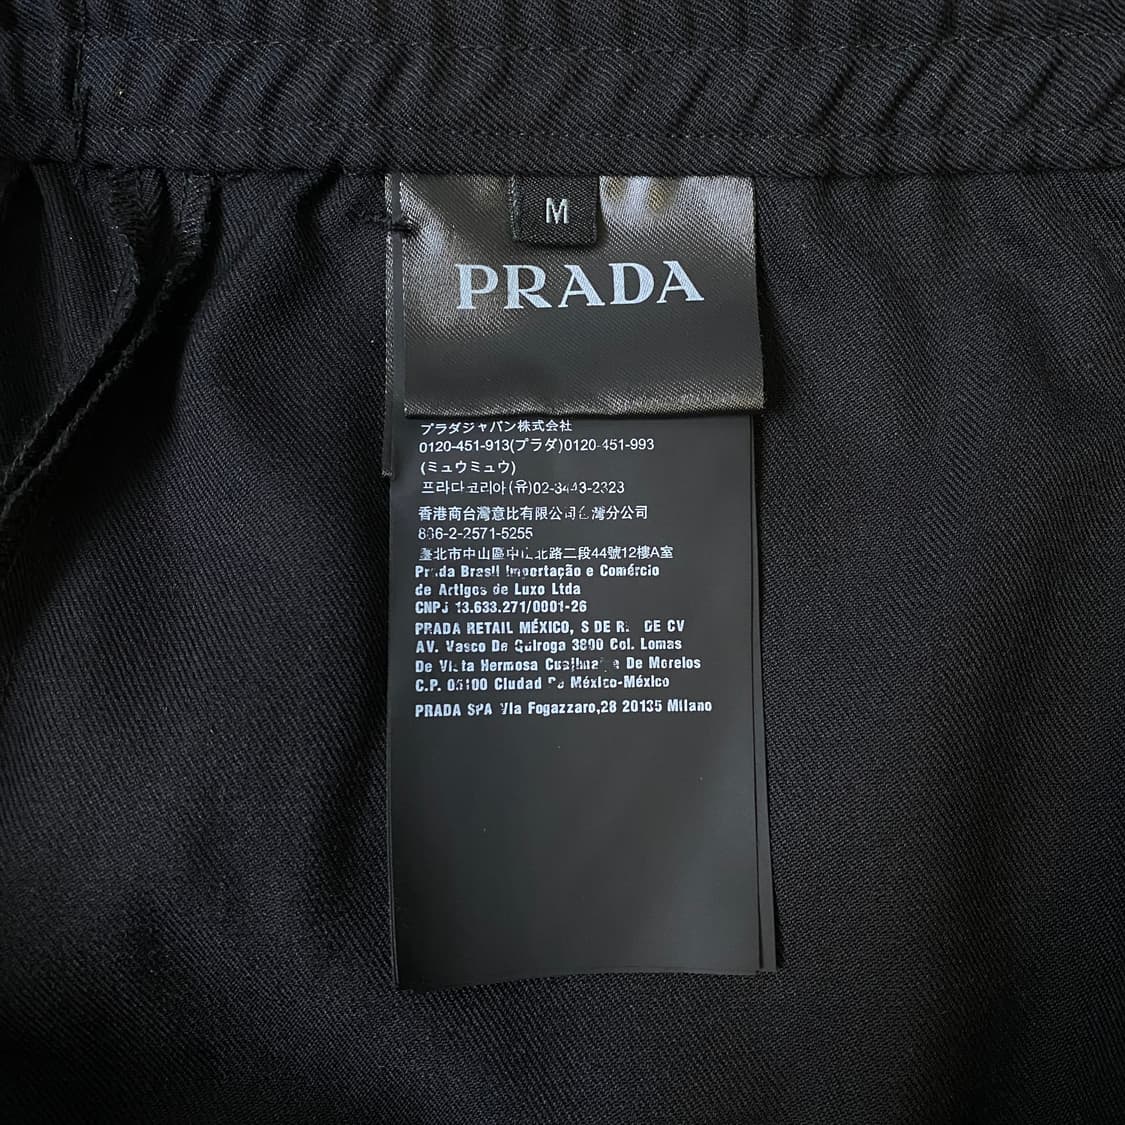 M
PRADA
プラダジャパン株式会社
0120-451-913(プラダ)0120-451-993
(ミュウミュウ)
프라다코리아(유)02-3443-2323
香港商台灣意比有限公司台灣分公司
886-2-2571-5255
臺北市中山區中山北路二段44號12樓A室
Prada Brasil Importação e Comércio
de Artigos de Luxo Ltda
CNPJ 13.633.271/0001-26
PRADA RETAIL MÉXICO, S DE R. DE CV
AV. Vasco De Quiroga 3800 Col. Lomas
De Vista Hermosa De Morelos
C.P. 05100 Ciudad De México-México
PRADA SPA Via Fogazzaro,28 20135 Milano